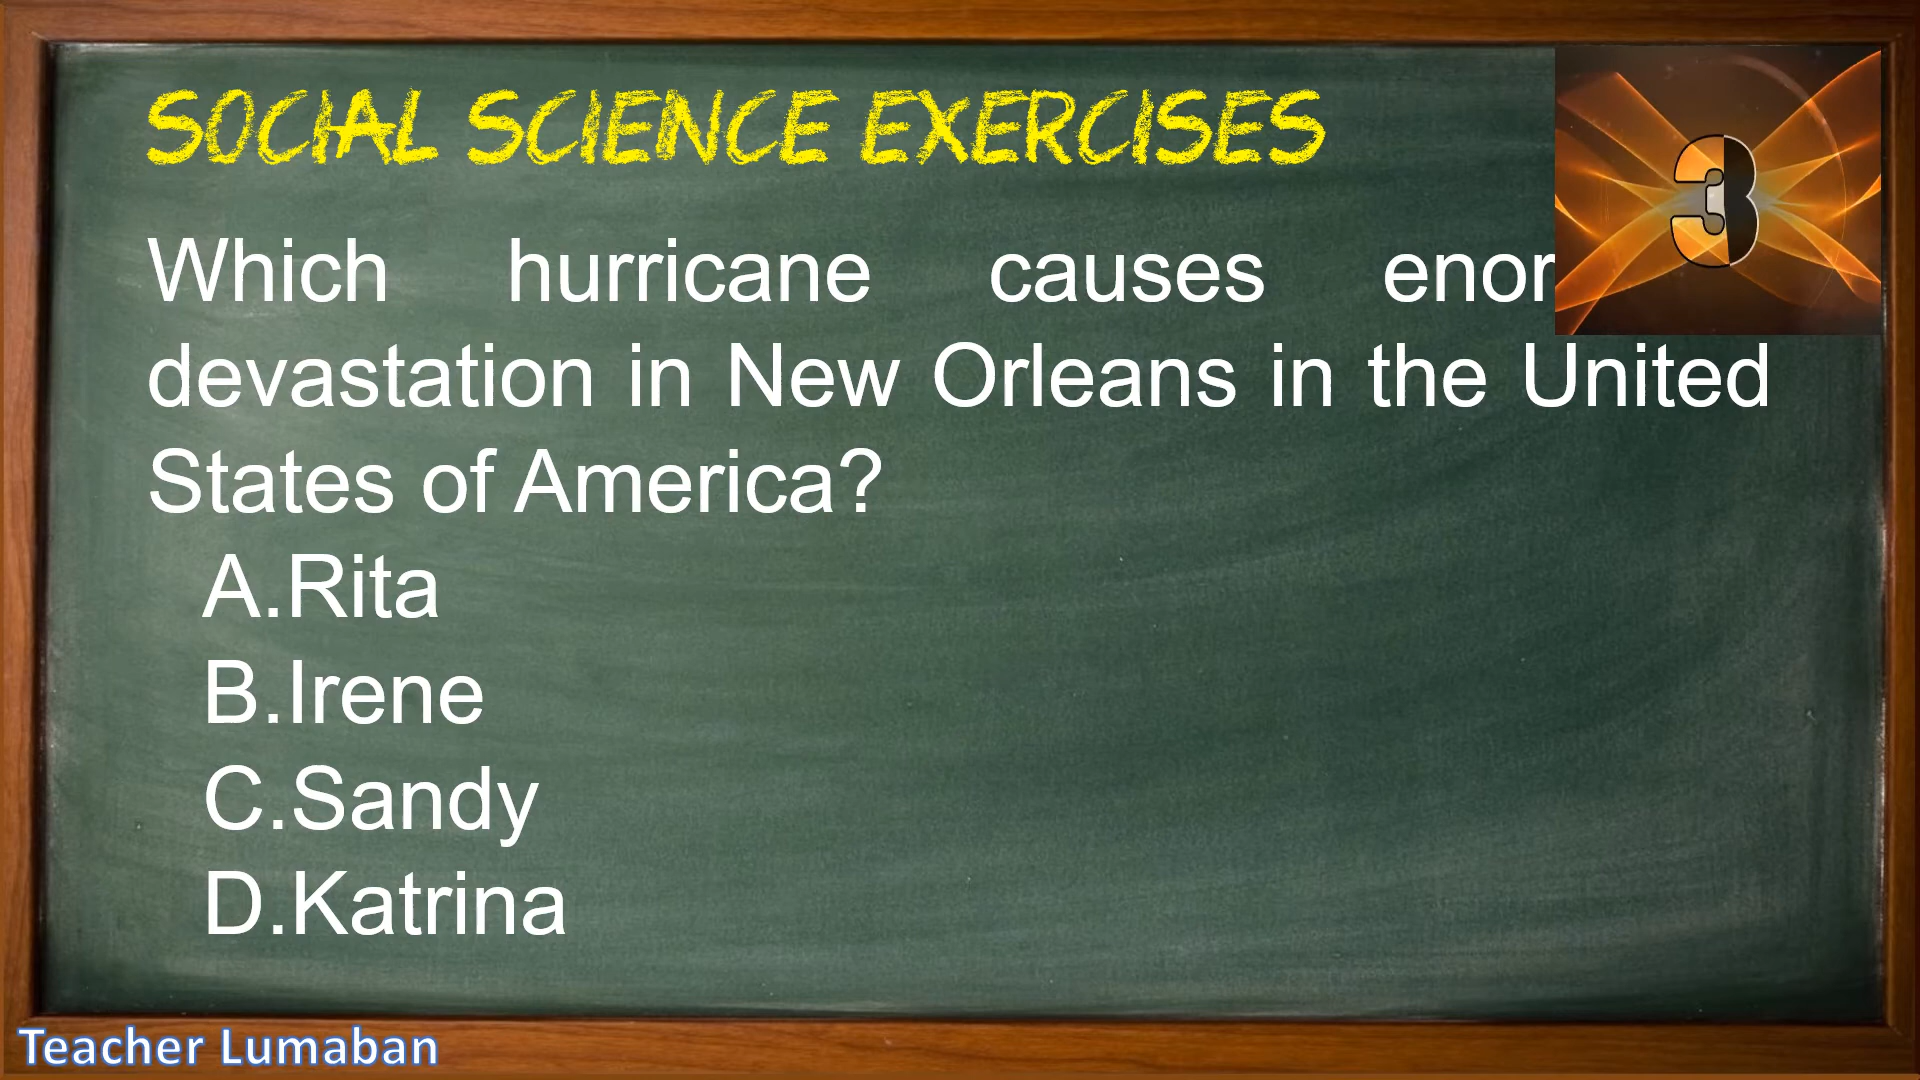 SOCIAL SCIENCE EXERCISES
3
Which hurricane causes
devastation in New Orleans in the United
States of America?
A.Rita
B.Irene
C.Sandy
D.Katrina
Teacher Lumaban